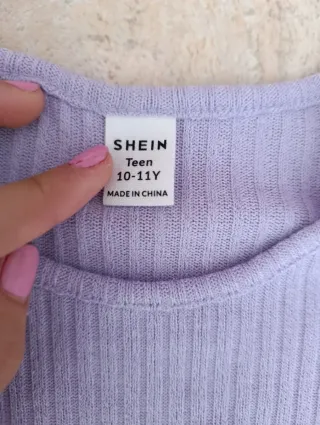 SHEIN
Teen
10-11Y
MADE IN CHINA